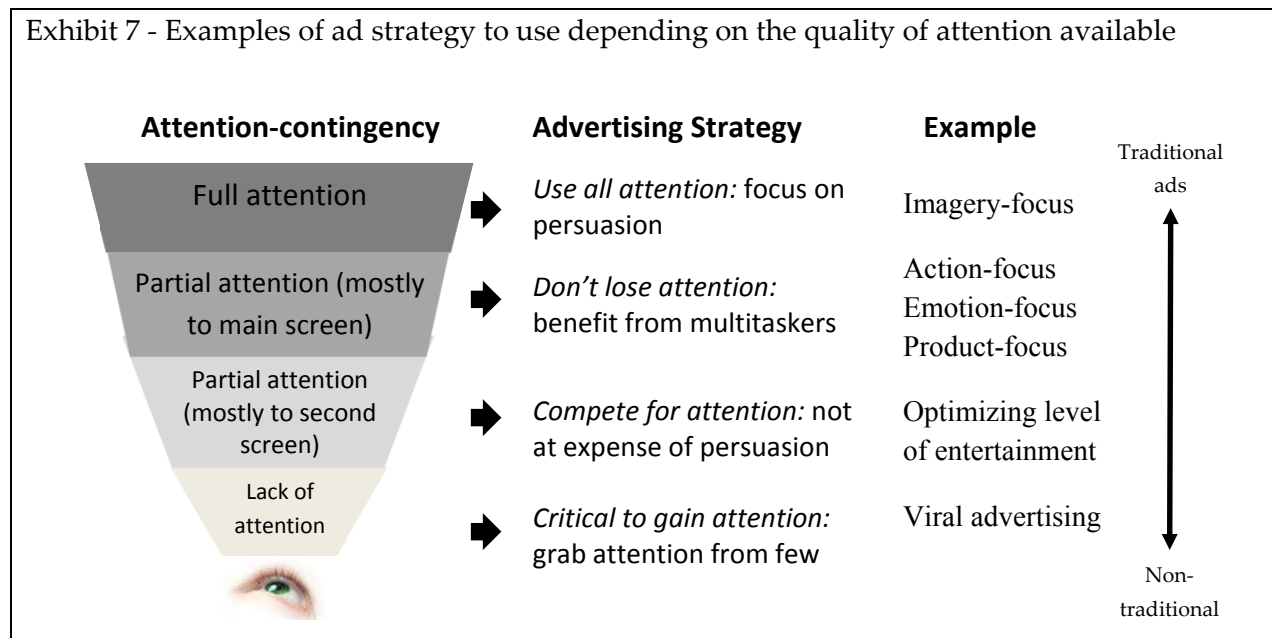 Exhibit 7 - Examples of ad strategy to use depending on the quality of attention available
Attention-contingency
Advertising Strategy
Example
Traditional
ads
Full attention
Use all attention: focus on
persuasion
Imagery-focus
Partial attention (mostly
to main screen)
Don't lose attention:
benefit from multitaskers
Action-focus
Emotion-focus
Product-focus
Partial attention
(mostly to second
screen)
Compete for attention: not
at expense of persuasion
Optimizing level
of entertainment
Lack of
attention
Critical to gain attention:
grab attention from few
Viral advertising
Non-
traditional